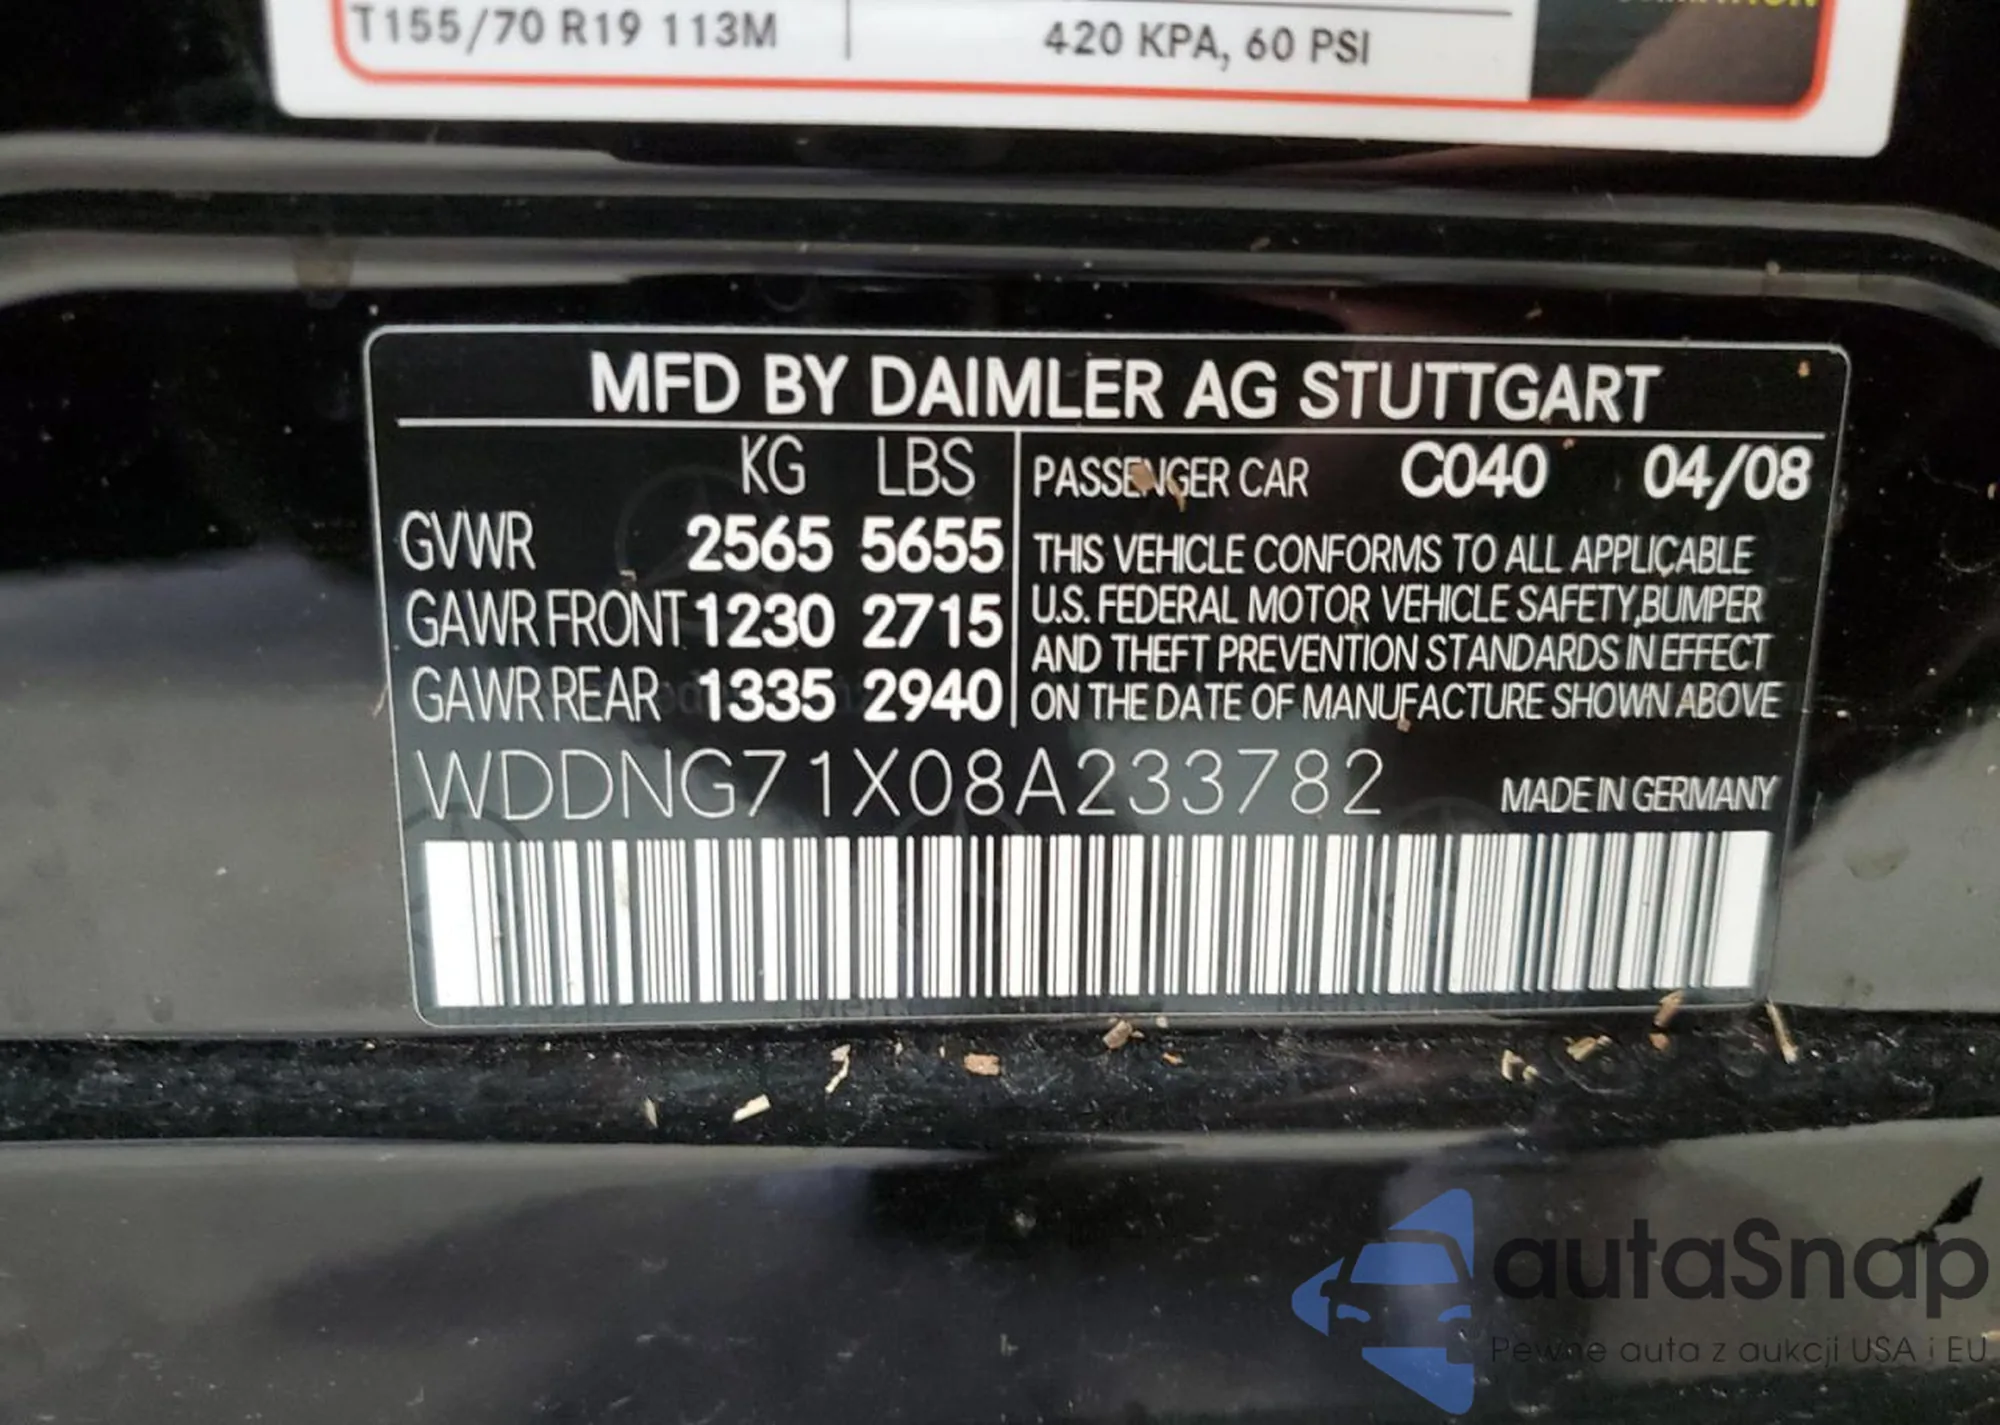 T155/70 R19 113M 420 KPA, 60 PSI
MFD BY DAIMLER AG STUTTGART
KG LBS
GVWR 2565 5655
GAWR FRONT 1230 2715
GAWR REAR 1335 2940
PASSENGER CAR C040 04/08
THIS VEHICLE CONFORMS TO ALL APPLICABLE
U.S. FEDERAL MOTOR VEHICLE SAFETY,BUMPER
AND THEFT PREVENTION STANDARDS IN EFFECT
ON THE DATE OF MANUFACTURE SHOWN ABOVE
WDDNG71X08A233782 MADE IN GERMANY
autaSnap
Pewne auta z aukcji USA i EU